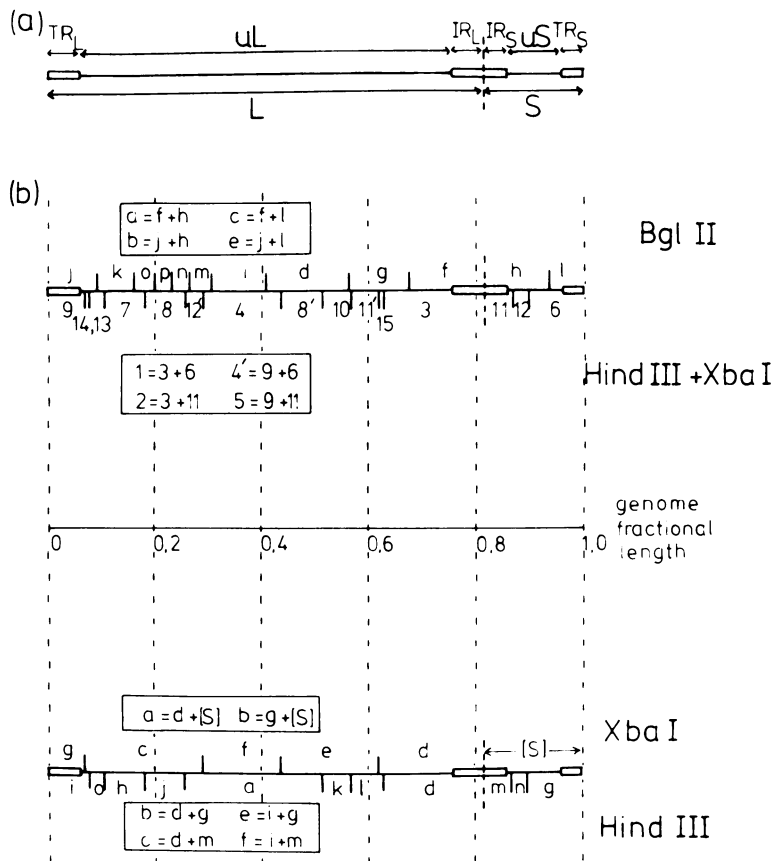 (a)
TR_L uL IR_L IR_S uS TR_S
L S
(b)
a=f+h c=f+l
b=j+h e=j+l
Bgl II
j k o p n m i d g f h l
9 7 8 12' 4 8' 10 11' 3 11 12 6
14,13 15
1=3+6 4'=9+6
2=3+11 5=9+11
Hind III+Xba I
genome
fractional
length
0 0,2 0,4 0,6 0,8 1,0
a=d+[S] b=g+[S]
Xba I
g c f e d [S]
i o h j a k l d m n g
b=d+g e=i+g
c=d+m f=i+m
Hind III